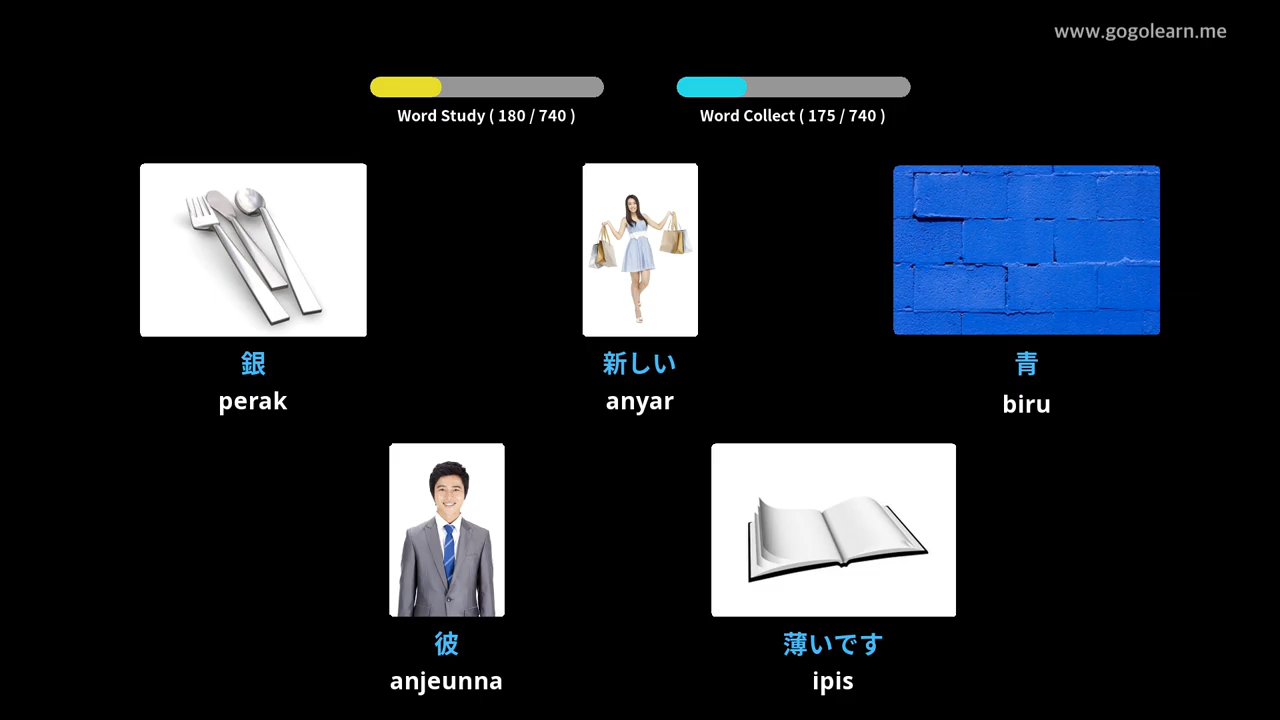 www.gogolearn.me
Word Study ( 180 / 740 )
Word Collect ( 175 / 740 )
銀
perak
新しい
anyar
青
biru
彼
anjeunna
薄いです
ipis